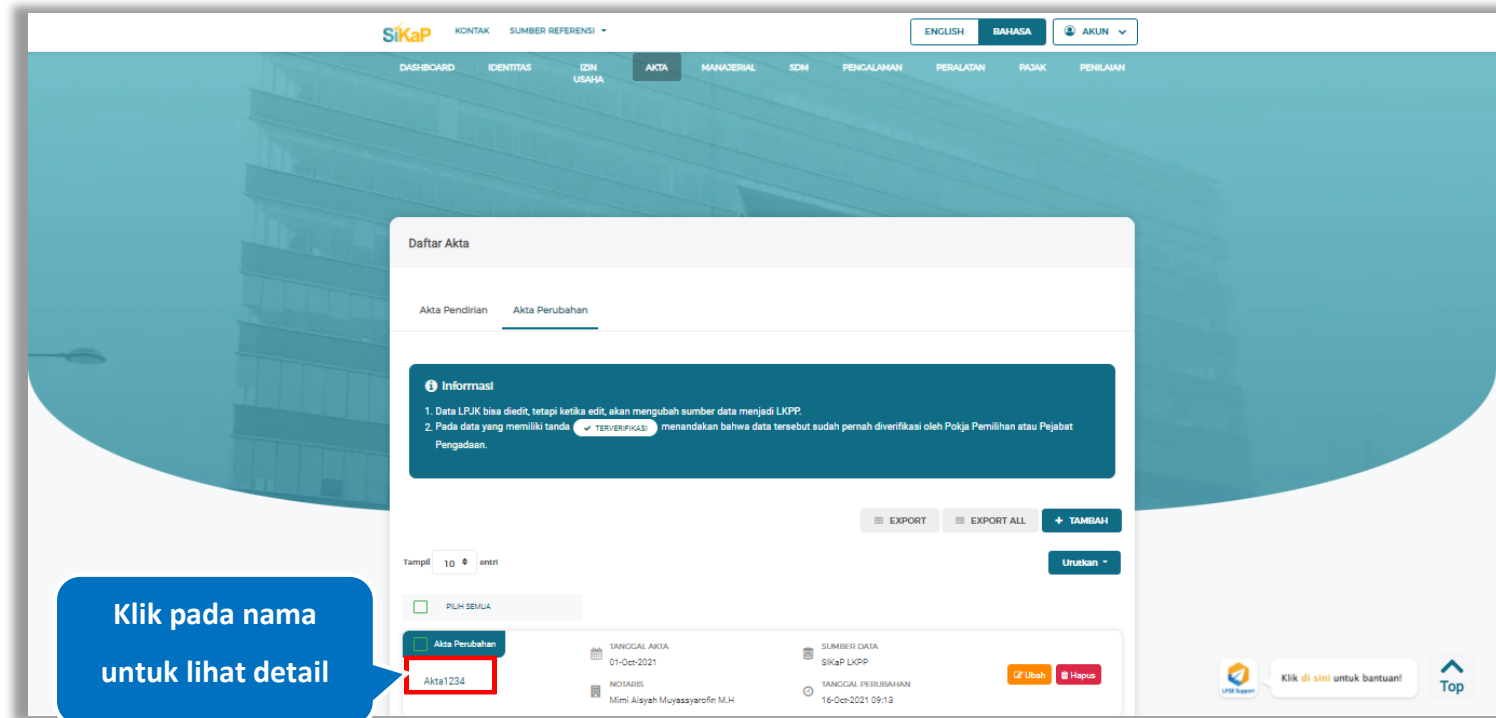 SiKaP KONTAK SUMBER REFERENSI ENGLISH BAHASA AKUN
DASHBOARD IDENTITAS IZIN USAHA AKTA MANAJERIAL SDM PENGALAMAN PERALATAN PAJAK PENILAIAN
Daftar Akta
Akta Pendirian Akta Perubahan
Informasi
1. Data LPJK bisa diedit, tetapi ketika edit, akan mengubah sumber data menjadi LKPP.
2. Pada data yang memiliki tanda TERVERIFIKASI menandakan bahwa data tersebut sudah pernah diverifikasi oleh Pokja Pemilihan atau Pejabat
Pengadaan.
EXPORT EXPORT ALL + TAMBAH
Tampil 10 entri Urutkan
PILIH SEMUA
Klik pada nama
untuk lihat detail
Akta Perubahan
Akta1234
TANGGAL AKTA
01-Oct-2021
NOTARIS
Mimi Aisyah Muyassyarofin M.H
SUMBER DATA
SIKaP LKPP
TANGGAL PERUBAHAN
16-Oct-2021 09:13
Ubah Hapus
LPSE Support
Klik di sini untuk bantuan!
Top